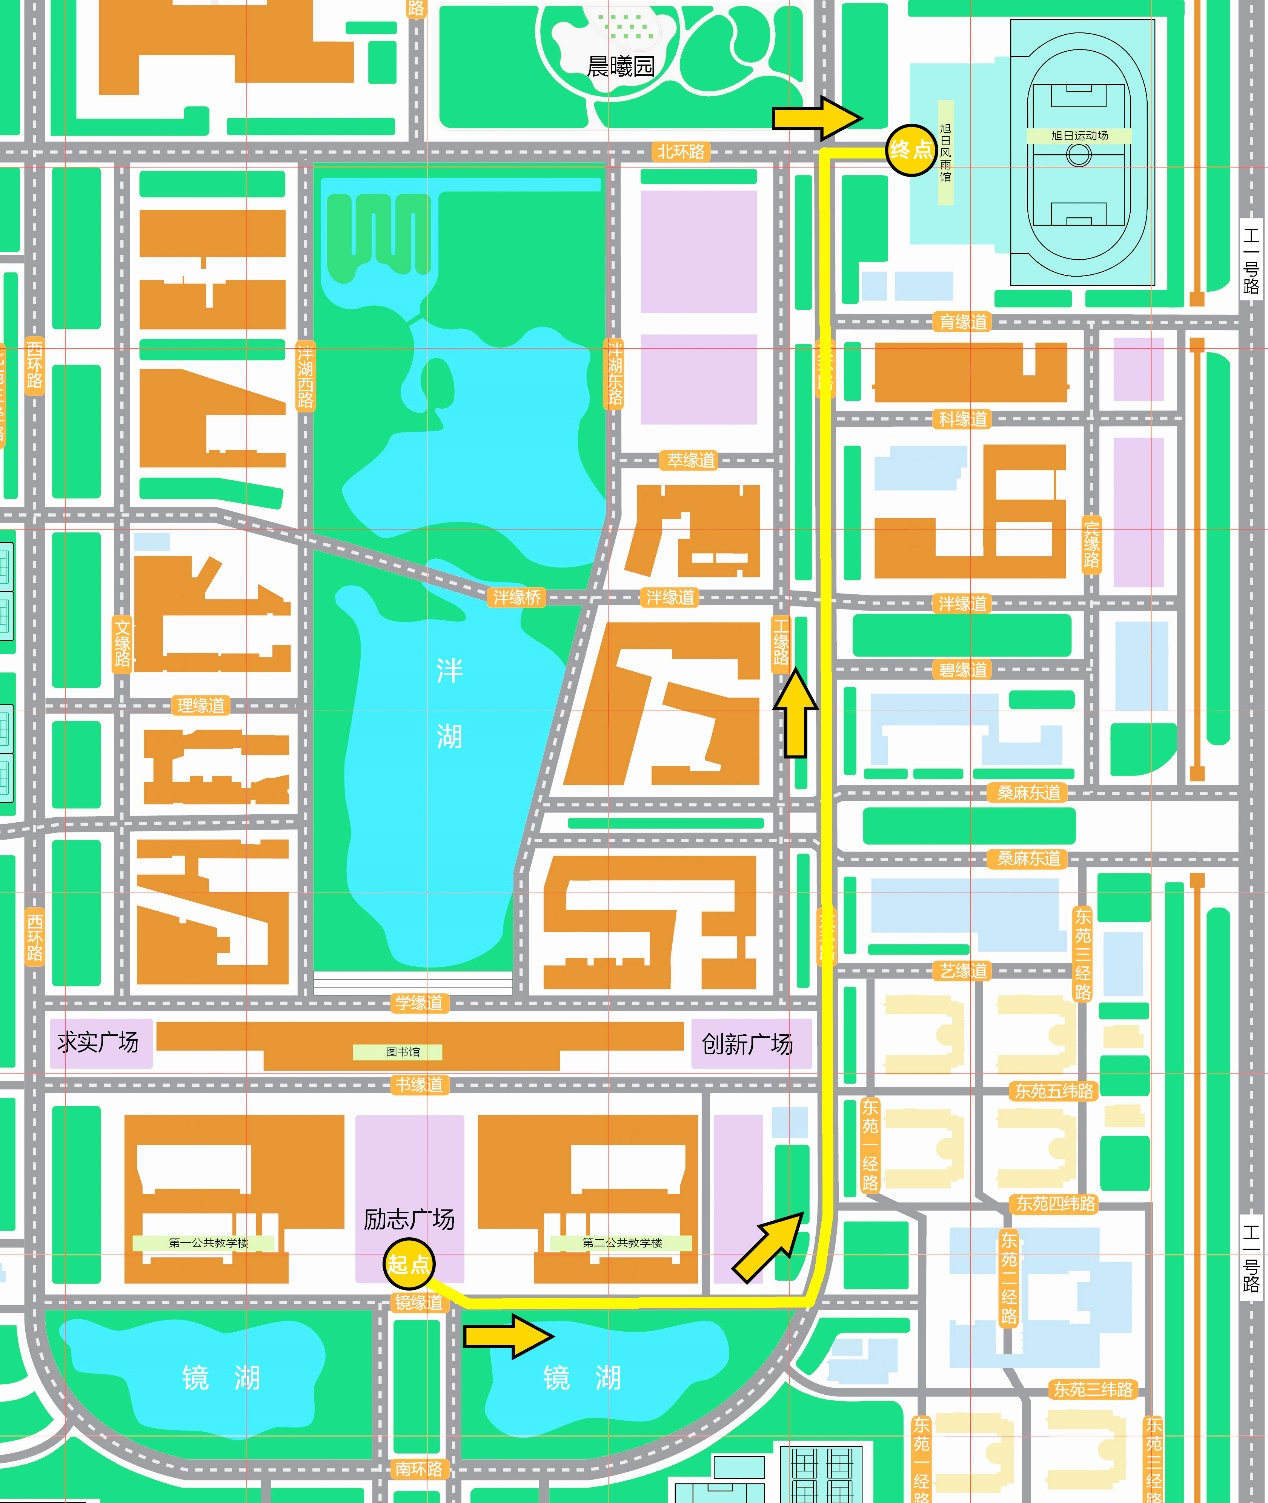 路
晨曦园
旭日运动场
旭日风雨馆
北环路
终点
工一号路
育缘道
西环路
泮湖西路
泮湖东路
科缘道
萃缘道
宾缘路
泮缘桥
泮缘道
泮缘道
文缘路
工缘路
泮
湖
碧缘道
理缘道
桑麻东道
桑麻东道
西环路
东苑三经路
艺缘道
学缘道
求实广场
图书馆
创新广场
书缘道
东苑五纬路
东苑一经路
东苑四纬路
励志广场
第一公共教学楼
第二公共教学楼
起点
东苑二经路
工一号路
镜缘道
镜 湖
镜 湖
东苑三纬路
东苑一经路
东苑三经路
南环路